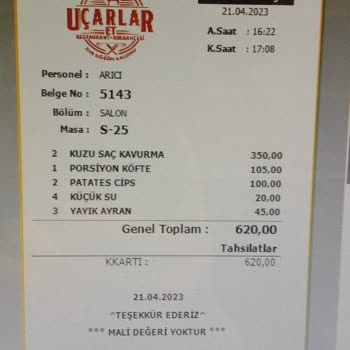 UÇARLAR
ET
RESTAURANT - KIRBAHÇESİ
21.04.2023
A.Saat : 16:22
K.Saat : 17:08
Personel : ARICI
Belge No : 5143
Bölüm : SALON
Masa : S-25
2 KUZU SAÇ KAVURMA 350,00
1 PORSİYON KÖFTE 105,00
2 PATATES CİPS 100,00
4 KÜÇÜK SU 20,00
3 YAYIK AYRAN 45,00
Genel Toplam : 620,00
Tahsilatlar
KKARTI : 620,00
21.04.2023
^TEŞEKKÜR EDERİZ^
*** MALİ DEĞERİ YOKTUR ***